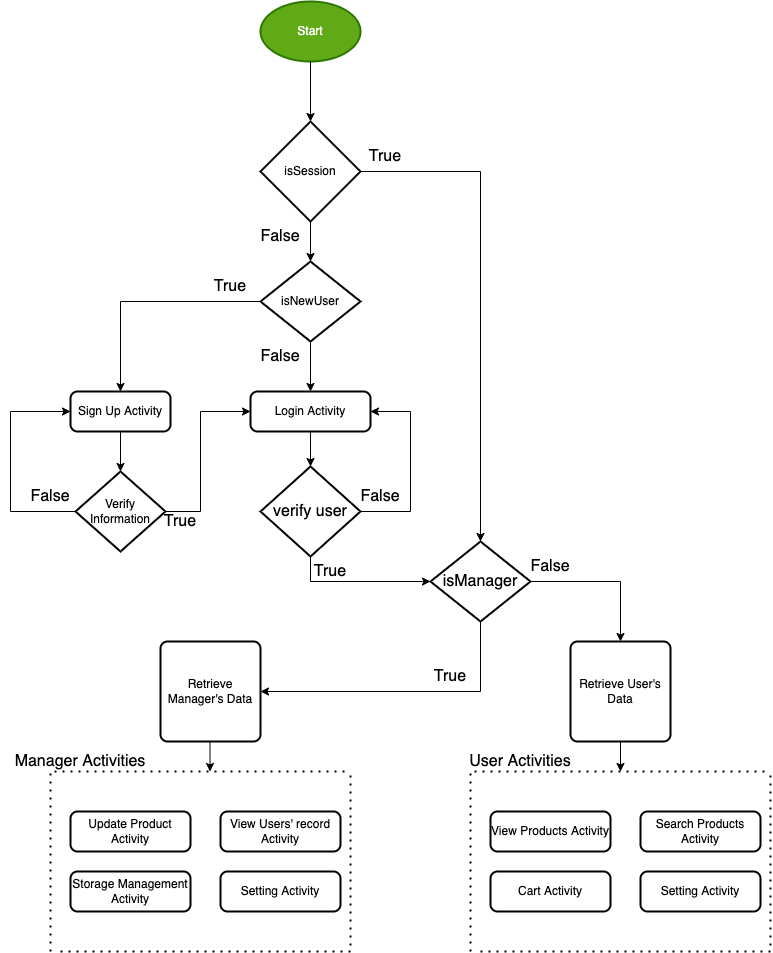 Start
isSession
True
False
isNewUser
True
False
Sign Up Activity
Login Activity
Verify
Information
False
True
verify user
False
True
isManager
False
True
Retrieve
Manager's Data
Retrieve User's
Data
Manager Activities
User Activities
Update Product
Activity
View Users' record
Activity
Storage Management
Activity
Setting Activity
View Products Activity
Search Products
Activity
Cart Activity
Setting Activity